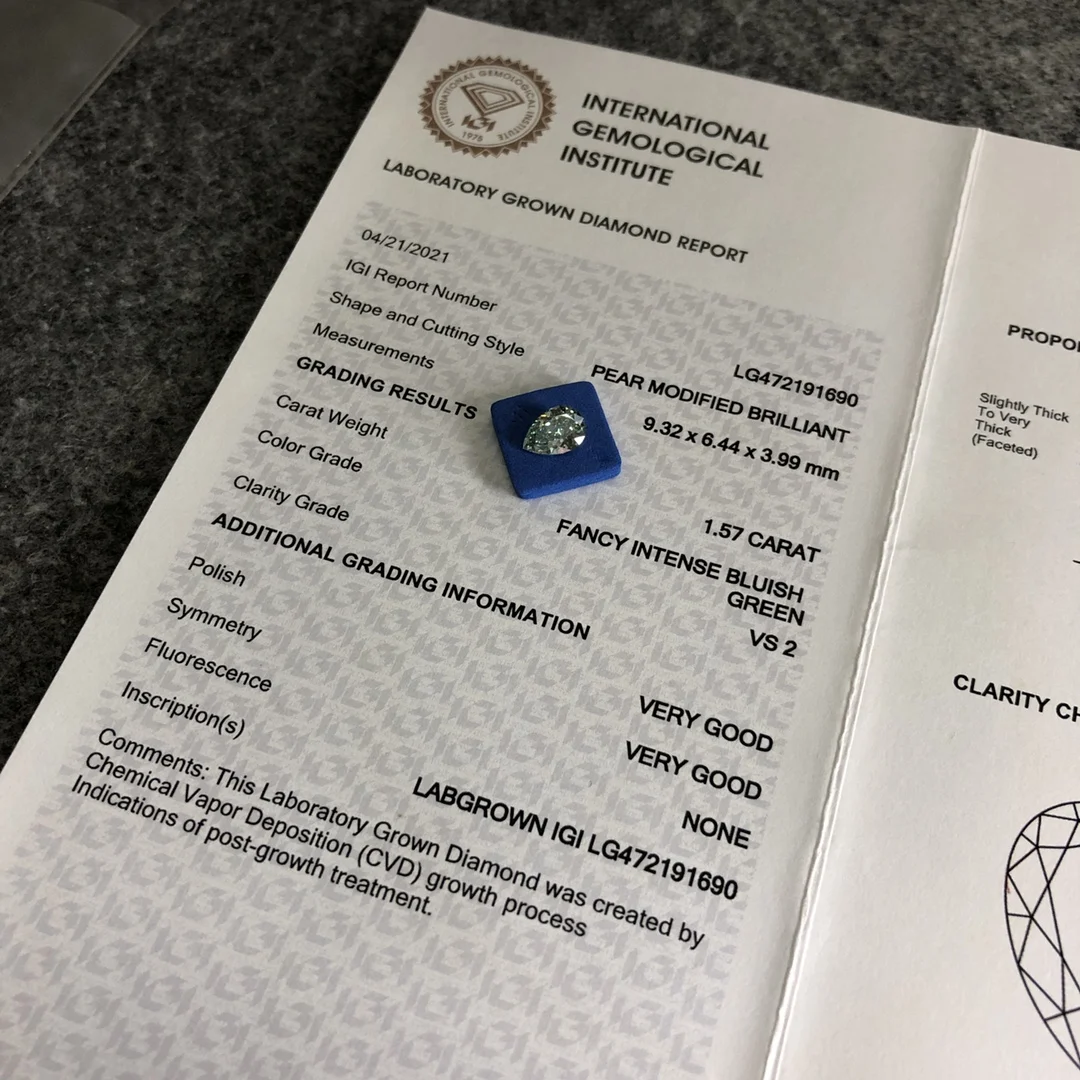 INTERNATIONAL GEMOLOGICAL INSTITUTE
IGI
1975
INTERNATIONAL
GEMOLOGICAL
INSTITUTE
LABORATORY GROWN DIAMOND REPORT
04/21/2021
IGI Report Number LG472191690
Shape and Cutting Style PEAR MODIFIED BRILLIANT
Measurements 9.32 x 6.44 x 3.99 mm
GRADING RESULTS
Carat Weight 1.57 CARAT
Color Grade FANCY INTENSE BLUISH
GREEN
Clarity Grade VS 2
ADDITIONAL GRADING INFORMATION
Polish VERY GOOD
Symmetry VERY GOOD
Fluorescence NONE
Inscription(s) LABGROWN IGI LG472191690
Comments: This Laboratory Grown Diamond was created by
Chemical Vapor Deposition (CVD) growth process
Indications of post-growth treatment.
PROPO
Slightly Thick
To Very
Thick
(Faceted)
CLARITY CH